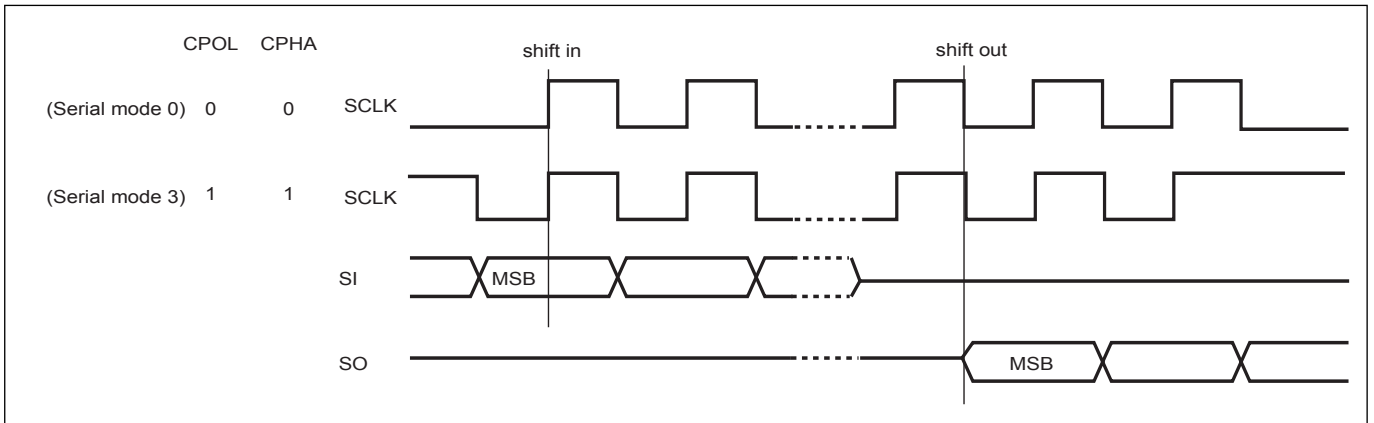 CPOL CPHA shift in shift out
(Serial mode 0) 0 0 SCLK
(Serial mode 3) 1 1 SCLK
SI MSB
SO MSB